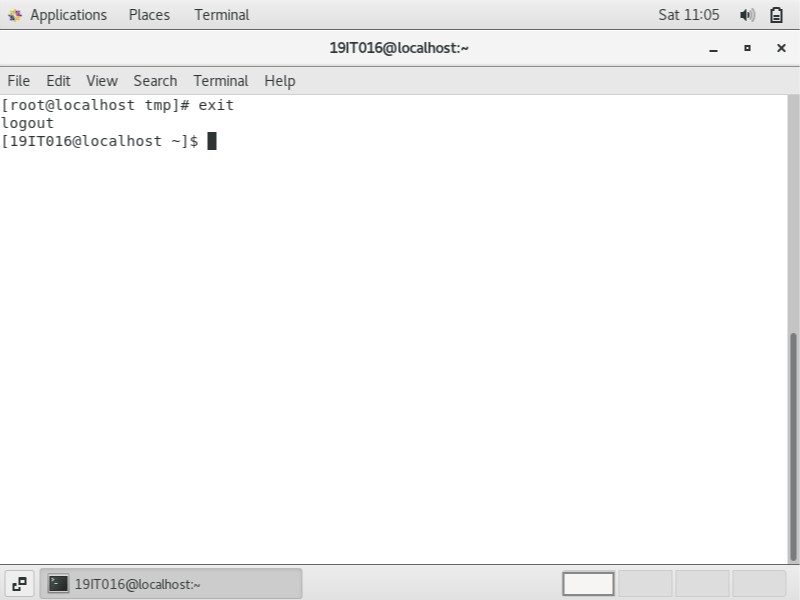 Applications Places Terminal Sat 11:05
19IT016@localhost:~
File Edit View Search Terminal Help
[root@localhost tmp]# exit
logout
[19IT016@localhost ~]$
19IT016@localhost:~